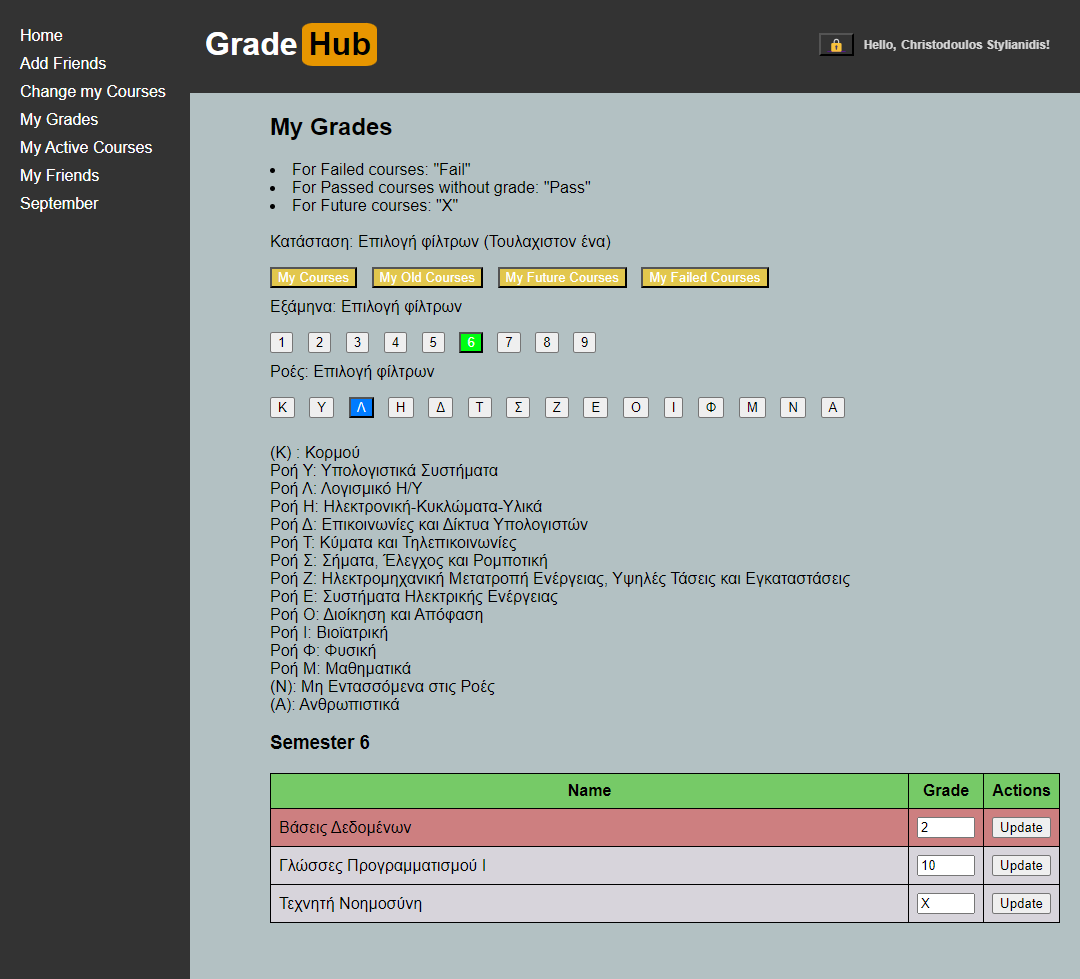 Home
Add Friends
Change my Courses
My Grades
My Active Courses
My Friends
September
Grade Hub
Hello, Christodoulos Stylianidis!
My Grades
• For Failed courses: "Fail"
• For Passed courses without grade: "Pass"
• For Future courses: "X"
Κατάσταση: Επιλογή φίλτρων (Τουλαχιστον ένα)
My Courses My Old Courses My Future Courses My Failed Courses
Εξάμηνα: Επιλογή φίλτρων
1 2 3 4 5 6 7 8 9
Ροές: Επιλογή φίλτρων
Κ Υ Λ Η Δ Τ Σ Ζ Ε Ο Ι Φ Μ Ν Α
(Κ) : Κορμού
Ροή Υ: Υπολογιστικά Συστήματα
Ροή Λ: Λογισμικό Η/Υ
Ροή Η: Ηλεκτρονική-Κυκλώματα-Υλικά
Ροή Δ: Επικοινωνίες και Δίκτυα Υπολογιστών
Ροή Τ: Κύματα και Τηλεπικοινωνίες
Ροή Σ: Σήματα, Έλεγχος και Ρομποτική
Ροή Ζ: Ηλεκτρομηχανική Μετατροπή Ενέργειας, Υψηλές Τάσεις και Εγκαταστάσεις
Ροή Ε: Συστήματα Ηλεκτρικής Ενέργειας
Ροή Ο: Διοίκηση και Απόφαση
Ροή Ι: Βιοϊατρική
Ροή Φ: Φυσική
Ροή Μ: Μαθηματικά
(Ν): Μη Εντασσόμενα στις Ροές
(Α): Ανθρωπιστικά
Semester 6
Name Grade Actions
Βάσεις Δεδομένων 2 Update
Γλώσσες Προγραμματισμού Ι 10 Update
Τεχνητή Νοημοσύνη X Update